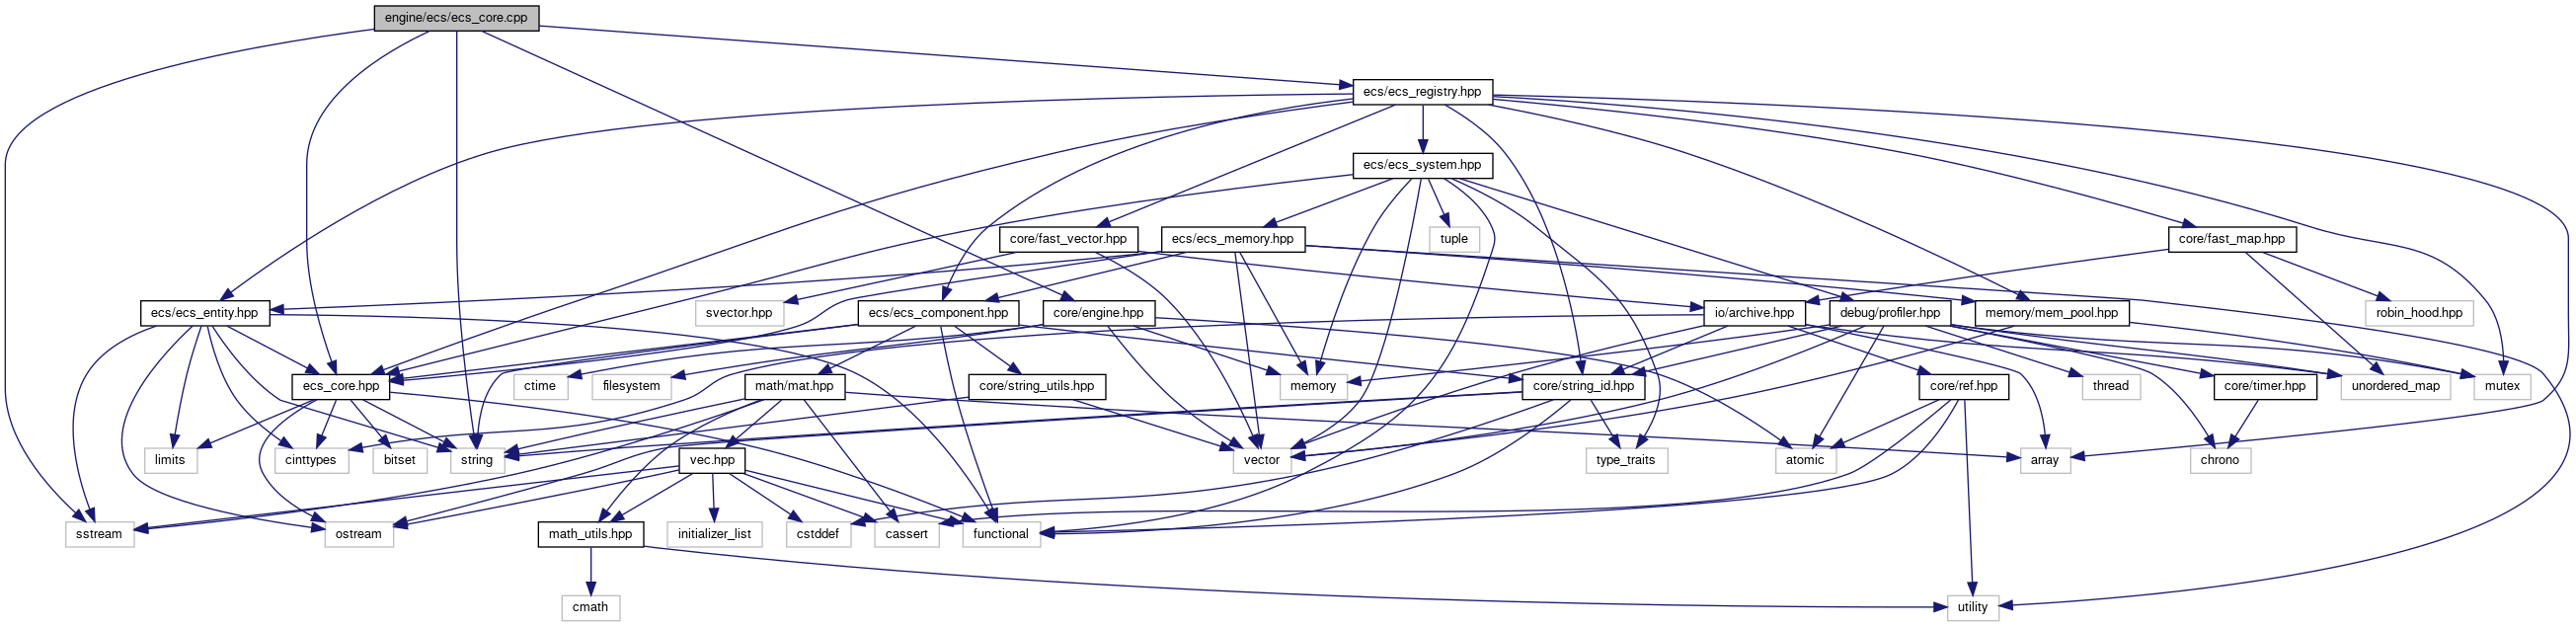 engine/ecs/ecs_core.cpp
ecs/ecs_registry.hpp
ecs/ecs_system.hpp
core/fast_vector.hpp
ecs/ecs_memory.hpp
tuple
core/fast_map.hpp
ecs/ecs_entity.hpp
svector.hpp
ecs/ecs_component.hpp
core/engine.hpp
io/archive.hpp
debug/profiler.hpp
memory/mem_pool.hpp
robin_hood.hpp
ecs_core.hpp
ctime
filesystem
math/mat.hpp
core/string_utils.hpp
memory
core/string_id.hpp
core/ref.hpp
thread
core/timer.hpp
unordered_map
mutex
limits
cinttypes
bitset
string
vec.hpp
vector
type_traits
atomic
array
chrono
sstream
ostream
math_utils.hpp
initializer_list
cstddef
cassert
functional
cmath
utility